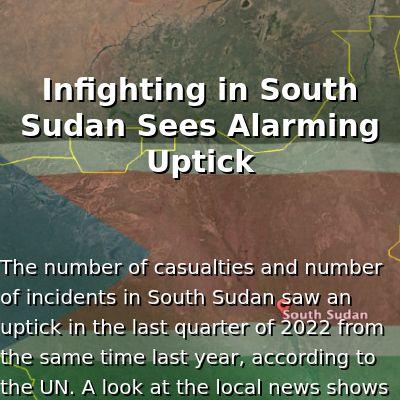 Infighting in South
Sudan Sees Alarming
Uptick
The number of casualties and number
of incidents in South Sudan saw an
South Sudan
uptick in the last quarter of 2022 from
the same time last year, according to
the UN. A look at the local news shows